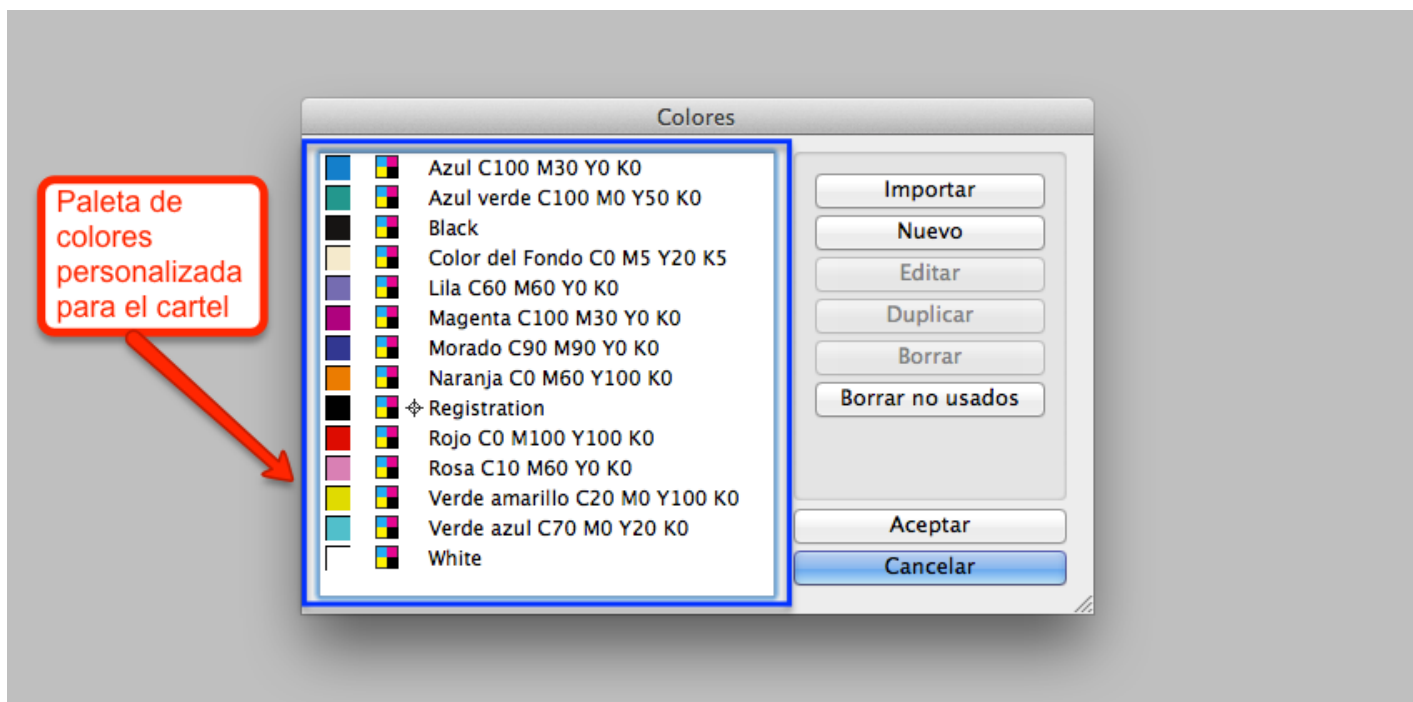 Colores
Paleta de
colores
personalizada
para el cartel
Azul C100 M30 Y0 K0
Azul verde C100 M0 Y50 K0
Black
Color del Fondo C0 M5 Y20 K5
Lila C60 M60 Y0 K0
Magenta C100 M30 Y0 K0
Morado C90 M90 Y0 K0
Naranja C0 M60 Y100 K0
Registration
Rojo C0 M100 Y100 K0
Rosa C10 M60 Y0 K0
Verde amarillo C20 M0 Y100 K0
Verde azul C70 M0 Y20 K0
White
Importar
Nuevo
Editar
Duplicar
Borrar
Borrar no usados
Aceptar
Cancelar